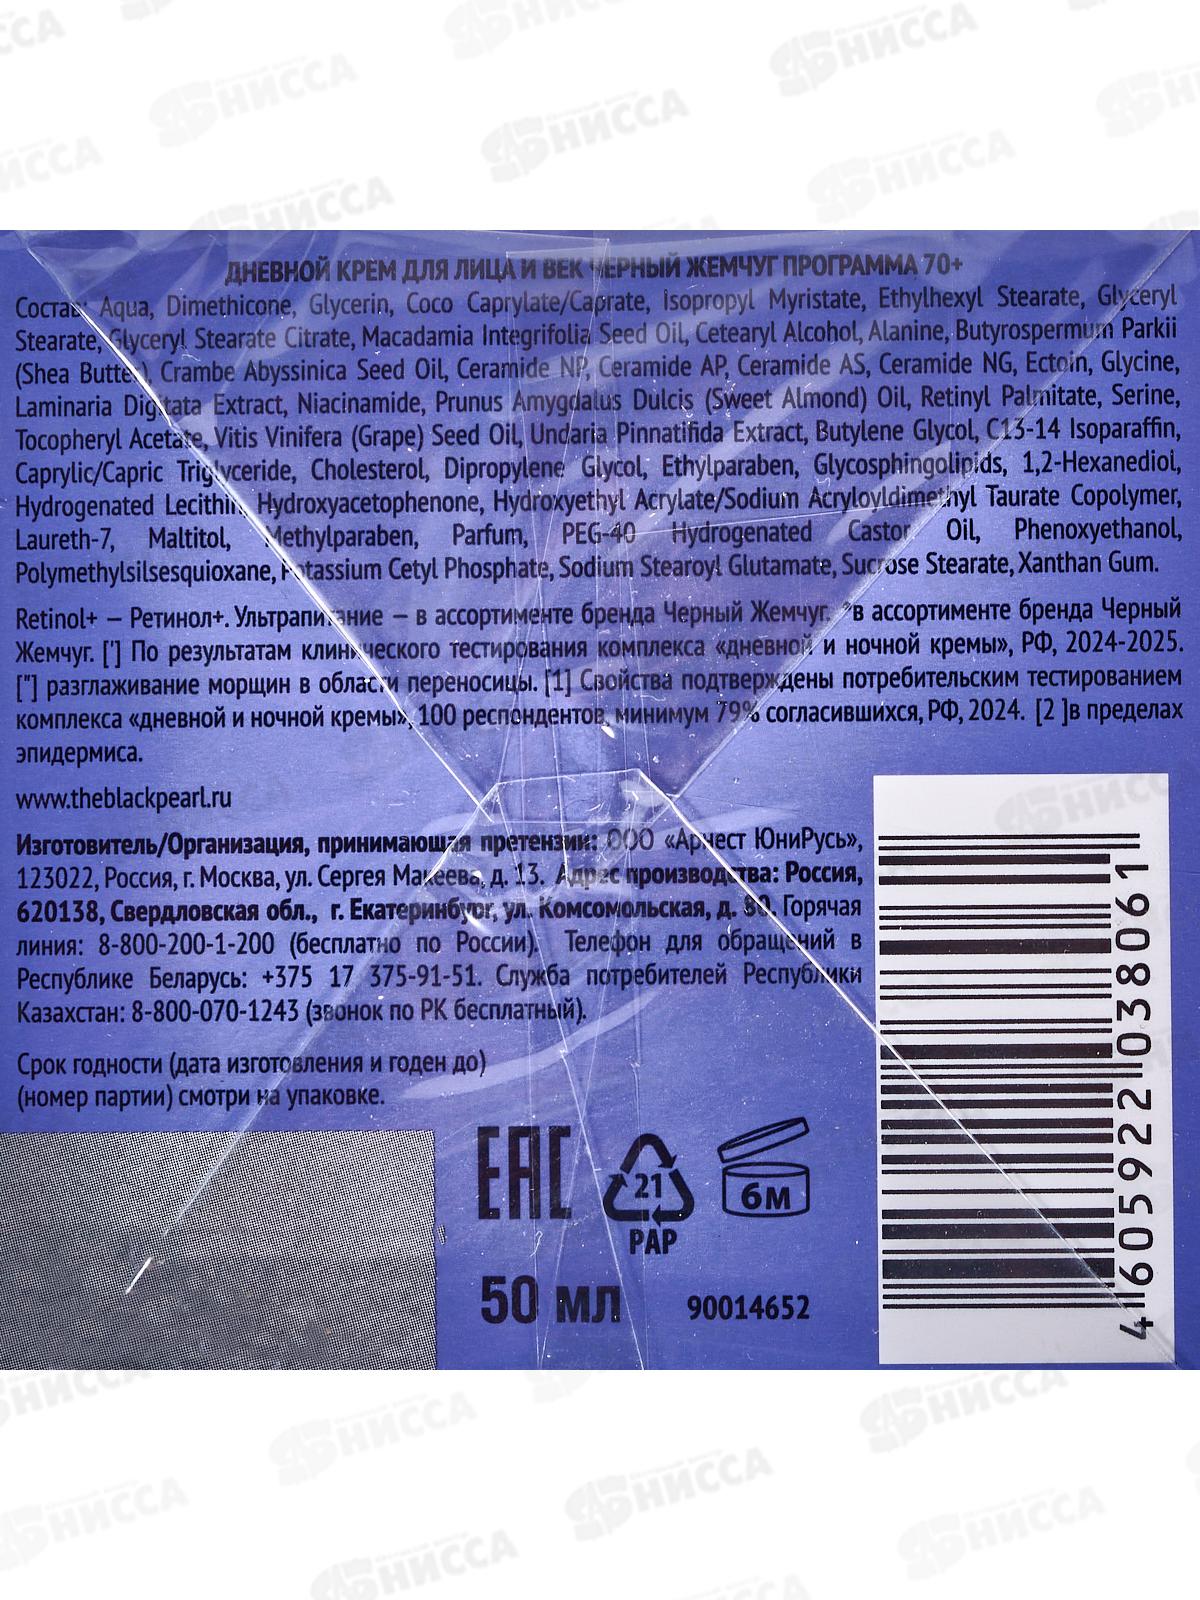 ДНЕВНОЙ КРЕМ ДЛЯ ЛИЦА И ВЕК ЧЕРНЫЙ ЖЕМЧУГ ПРОГРАММА 70+
Состав: Aqua, Dimethicone, Glycerin, Coco Caprylate/Caprate, Isopropyl Myristate, Ethylhexyl Stearate, Glyceryl
Stearate, Glyceryl Stearate Citrate, Macadamia Integrifolia Seed Oil, Cetearyl Alcohol, Alanine, Butyrospermum Parkii
(Shea Butter), Crambe Abyssinica Seed Oil, Ceramide NP, Ceramide AP, Ceramide AS, Ceramide NG, Ectoin, Glycine,
Laminaria Digitata Extract, Niacinamide, Prunus Amygdalus Dulcis (Sweet Almond) Oil, Retinyl Palmitate, Serine,
Tocopheryl Acetate, Vitis Vinifera (Grape) Seed Oil, Undaria Pinnatifida Extract, Butylene Glycol, C13-14 Isoparaffin,
Caprylic/Capric Triglyceride, Cholesterol, Dipropylene Glycol, Ethylparaben, Glycosphingolipids, 1,2-Hexanediol,
Hydrogenated Lecithin, Hydroxyacetophenone, Hydroxyethyl Acrylate/Sodium Acryloyldimethyl Taurate Copolymer,
Laureth-7, Maltitol, Methylparaben, Parfum, PEG-40 Hydrogenated Castor Oil, Phenoxyethanol,
Polymethylsilsesquioxane, Potassium Cetyl Phosphate, Sodium Stearoyl Glutamate, Sucrose Stearate, Xanthan Gum.
Retinol+ — Ретинол+. Ультрапитание — в ассортименте бренда Черный Жемчуг. *в ассортименте бренда Черный
Жемчуг. ['] По результатам клинического тестирования комплекса «дневной и ночной кремы», РФ, 2024-2025.
["] разглаживание морщин в области переносицы. [1] Свойства подтверждены потребительским тестированием
комплекса «дневной и ночной кремы», 100 респондентов, минимум 79% согласившихся, РФ, 2024. [2 ]в пределах
эпидермиса.
www.theblackpearl.ru
Изготовитель/Организация, принимающая претензии: ООО «Арнест ЮниРусь»,
123022, Россия, г. Москва, ул. Сергея Макеева, д. 13. Адрес производства: Россия,
620138, Свердловская обл., г. Екатеринбург, ул. Комсомольская, д. 80. Горячая
линия: 8-800-200-1-200 (бесплатно по России). Телефон для обращений в
Республике Беларусь: +375 17 375-91-51. Служба потребителей Республики
Казахстан: 8-800-070-1243 (звонок по РК бесплатный).
Срок годности (дата изготовления и годен до)
(номер партии) смотри на упаковке.
EAC
21
PAP
6М
50 мл
90014652
4 605922 038061
НИССА